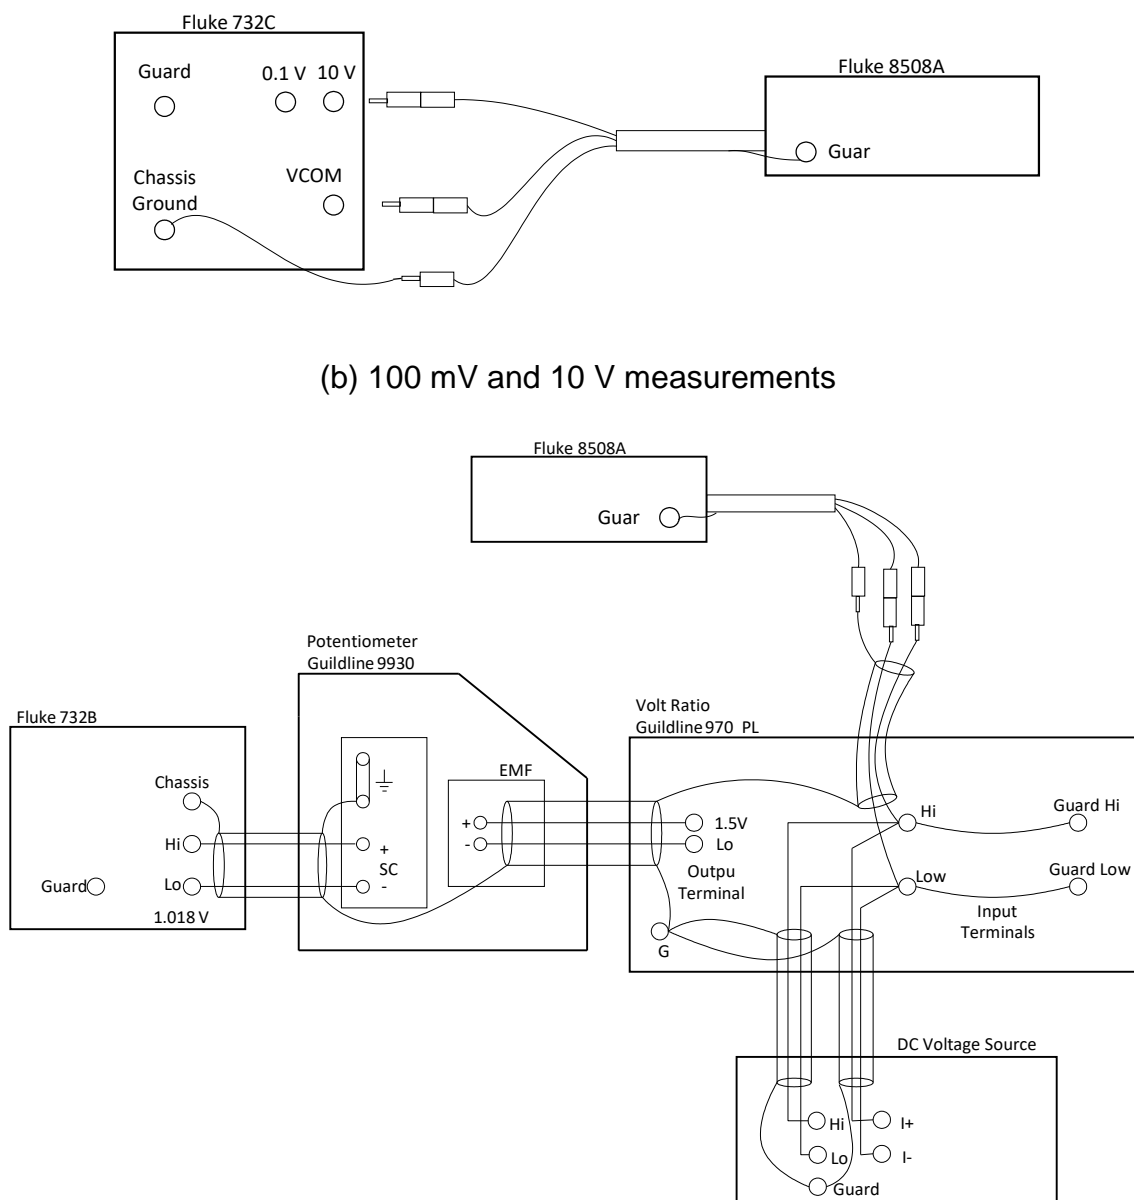 Fluke 732C
Guard
0.1 V
10 V
Fluke 8508A
Guar
Chassis
Ground
VCOM
(b) 100 mV and 10 V measurements
Fluke 8508A
Guar
Potentiometer
Guildline 9930
Fluke 732B
Volt Ratio
Guildline 970 PL
Chassis
EMF
Hi
+
SC
-
+
-
1.5V
Lo
Hi
Guard Hi
Guard
Lo
1.018 V
Outpu
Terminal
Low
Guard Low
Input
Terminals
G
DC Voltage Source
Hi
I+
Lo
I-
Guard